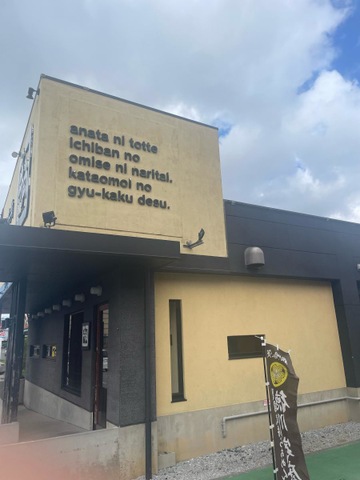 anata ni totte
ichiban no
omise ni naritai.
kataomoi no
gyu-kaku desu.